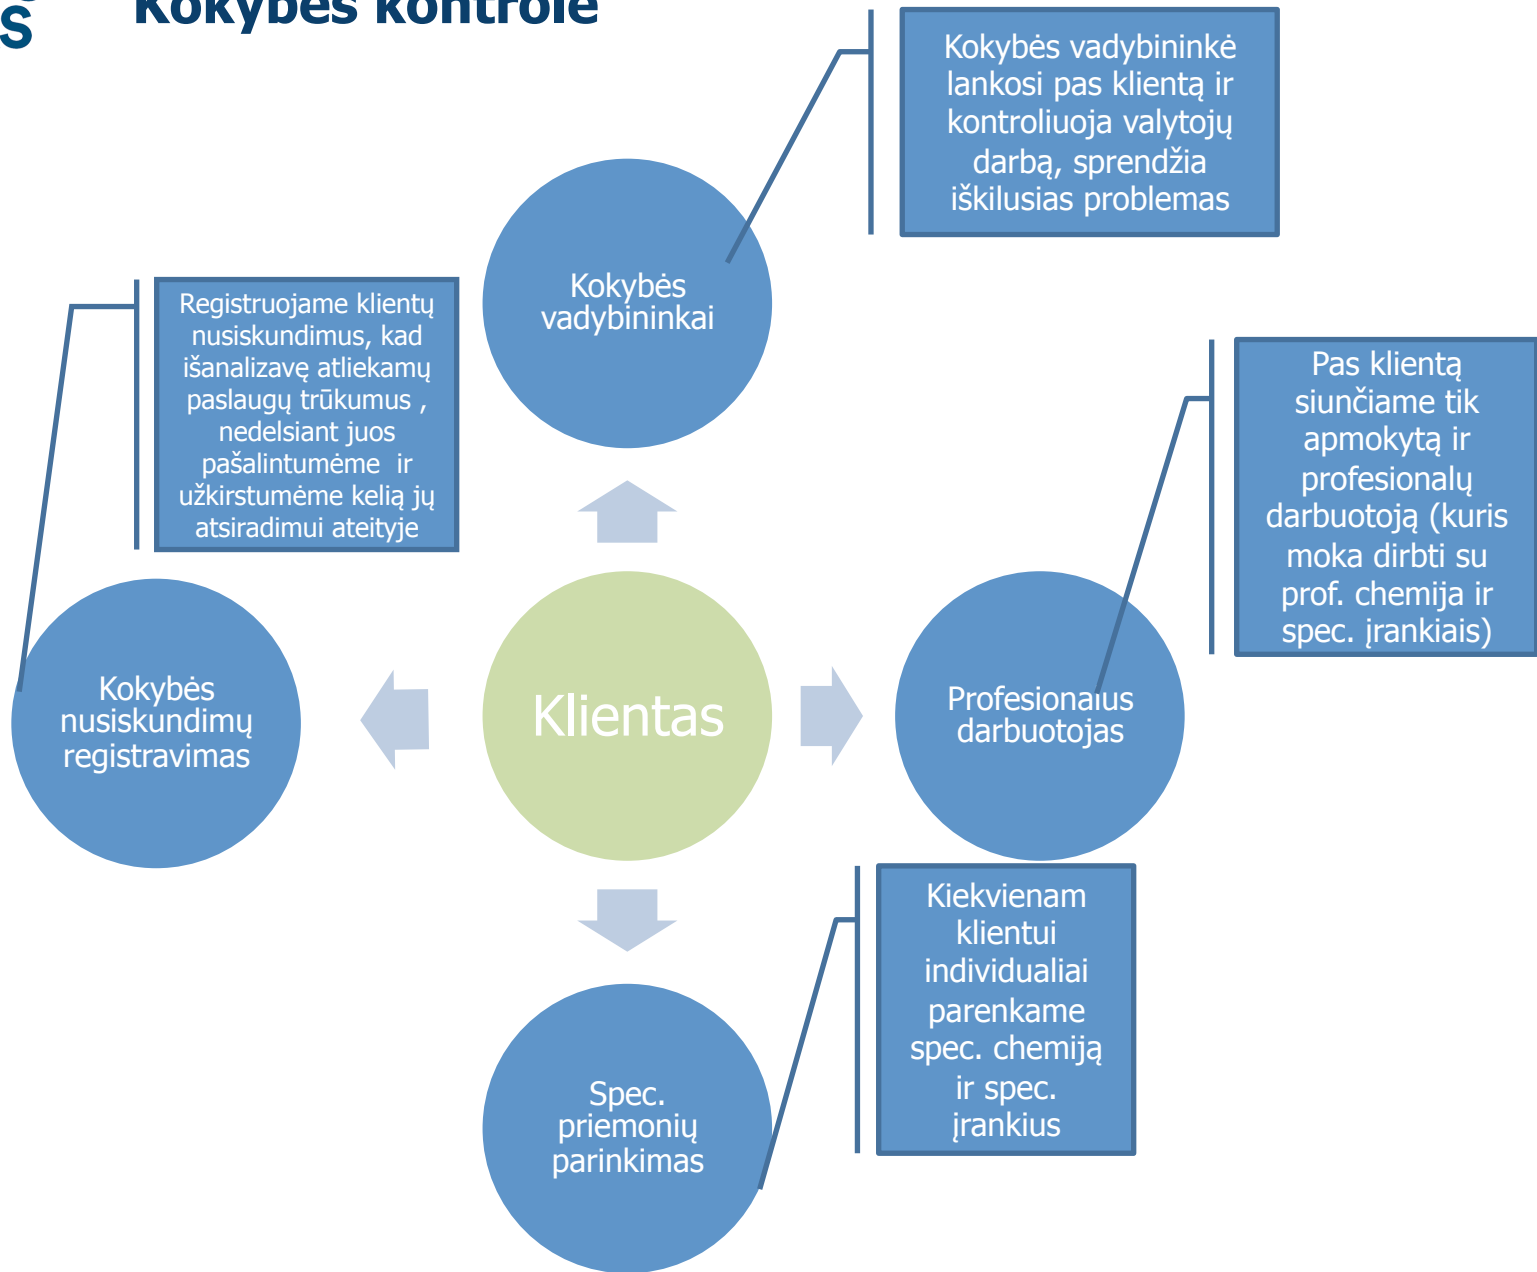 S
Kokybės kontrolė
Kokybės vadybininkė
lankosi pas klientą ir
kontroliuoja valytojų
darbą, sprendžia
iškilusias problemas
Kokybės
vadybininkai
Registruojame klientų
nusiskundimus, kad
išanalizavę atliekamų
paslaugų trūkumus ,
nedelsiant juos
pašalintumėme ir
užkirstumėme kelią jų
atsiradimui ateityje
Pas klientą
siunčiame tik
apmokytą ir
profesionalų
darbuotoją (kuris
moka dirbti su
prof. chemija ir
spec. įrankiais)
Kokybės
nusiskundimų
registravimas
Klientas
Profesionalus
darbuotojas
Kiekvienam
klientui
individualiai
parenkame
spec. chemiją
ir spec.
įrankius
Spec.
priemonių
parinkimas